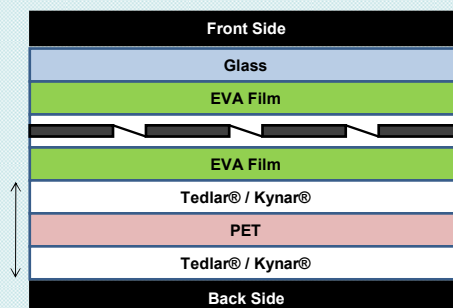 Front Side
Glass
EVA Film
EVA Film
Tedlar® / Kynar®
PET
Tedlar® / Kynar®
Back Side